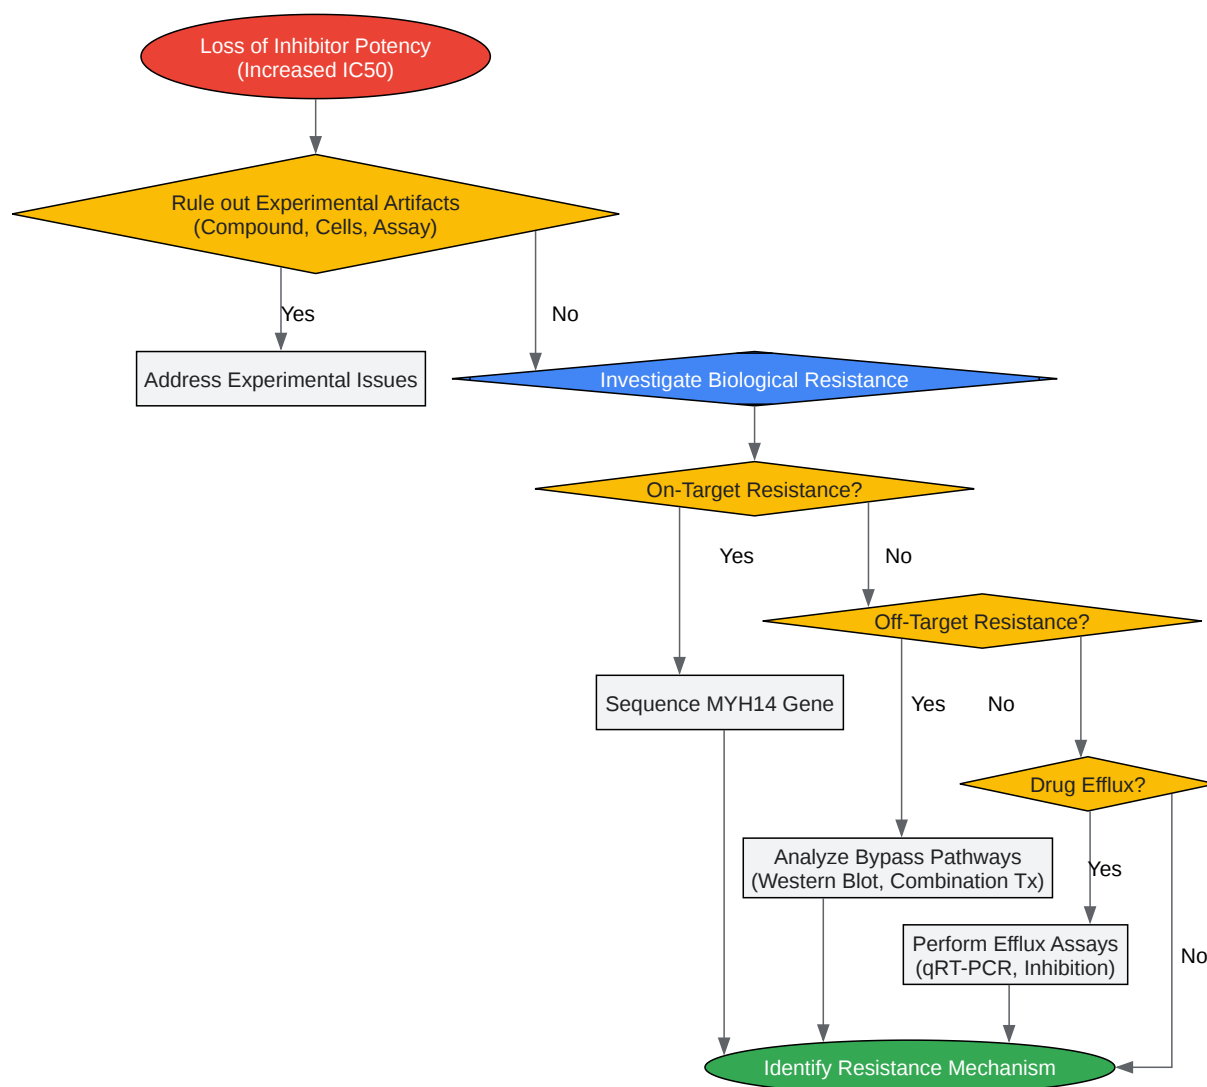 Loss of Inhibitor Potency
(Increased IC50)
Rule out Experimental Artifacts
(Compound, Cells, Assay)
Yes
No
Address Experimental Issues
Investigate Biological Resistance
On-Target Resistance?
Yes
No
Off-Target Resistance?
Sequence MYH14 Gene
Yes
No
Drug Efflux?
Analyze Bypass Pathways
(Western Blot, Combination Tx)
Yes
Perform Efflux Assays
(qRT-PCR, Inhibition)
No
Identify Resistance Mechanism